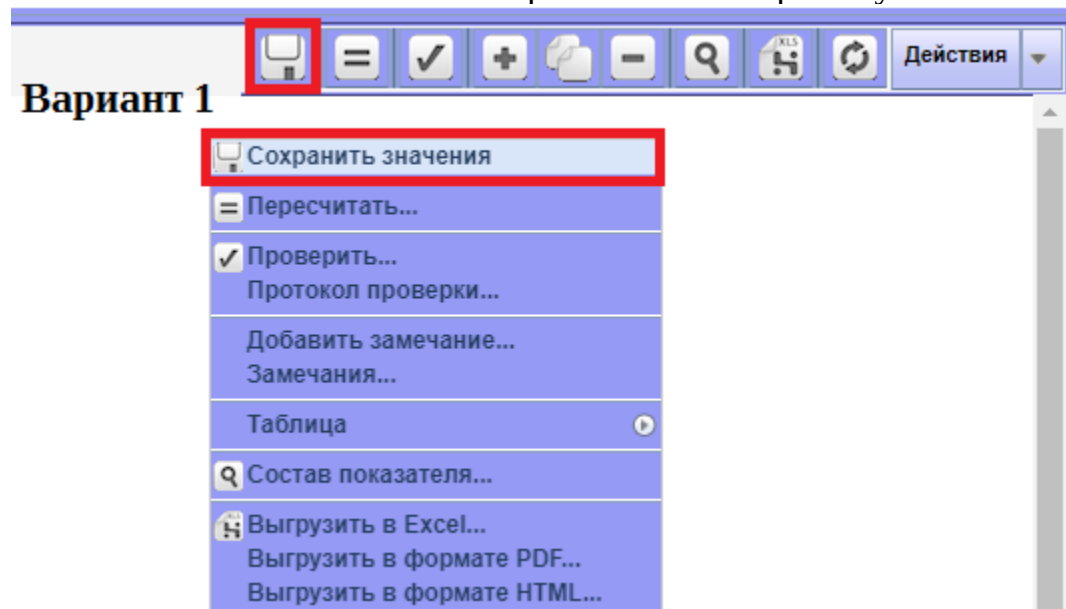 XLS
Действия
Вариант 1
Сохранить значения
Пересчитать...
Проверить...
Протокол проверки...
Добавить замечание...
Замечания...
Таблица
Состав показателя...
Выгрузить в Excel...
Выгрузить в формате PDF...
Выгрузить в формате HTML...